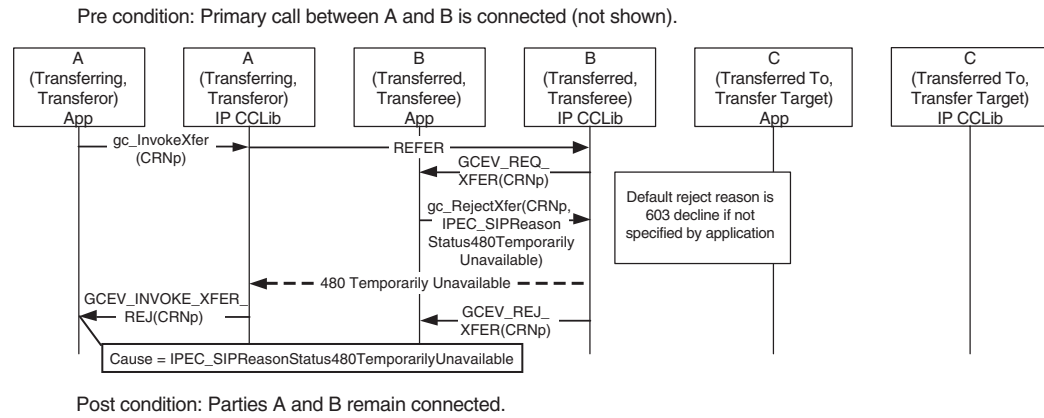 Pre condition: Primary call between A and B is connected (not shown).
A
(Transferring,
Transferor)
App
A
(Transferring,
Transferor)
IP CCLib
B
(Transferred,
Transferee)
App
B
(Transferred,
Transferee)
IP CCLib
C
(Transferred To,
Transfer Target)
App
C
(Transferred To,
Transfer Target)
IP CCLib
gc_InvokeXfer
(CRNp)
REFER
GCEV_REQ_
XFER(CRNp)
gc_RejectXfer(CRNp,
IPEC_SIPReason
Status480Temporarily
Unavailable)
Default reject reason is
603 decline if not
specified by application
480 Temporarily Unavailable
GCEV_INVOKE_XFER_
REJ(CRNp)
GCEV_REJ_
XFER(CRNp)
Cause = IPEC_SIPReasonStatus480TemporarilyUnavailable
Post condition: Parties A and B remain connected.